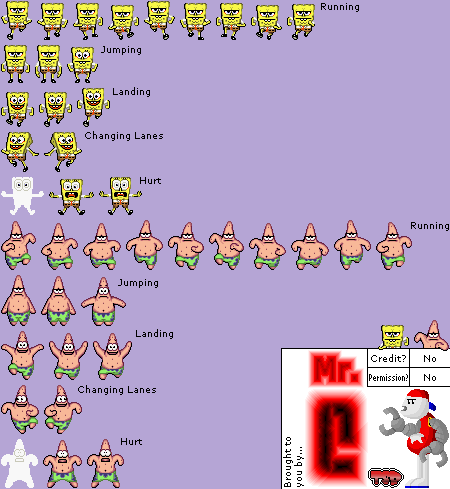 Running
Jumping
Landing
Changing Lanes
Hurt
Running
Jumping
Landing
Changing Lanes
Hurt
Mr.
C
Credit? No
Permission? No
Brought to
you by...